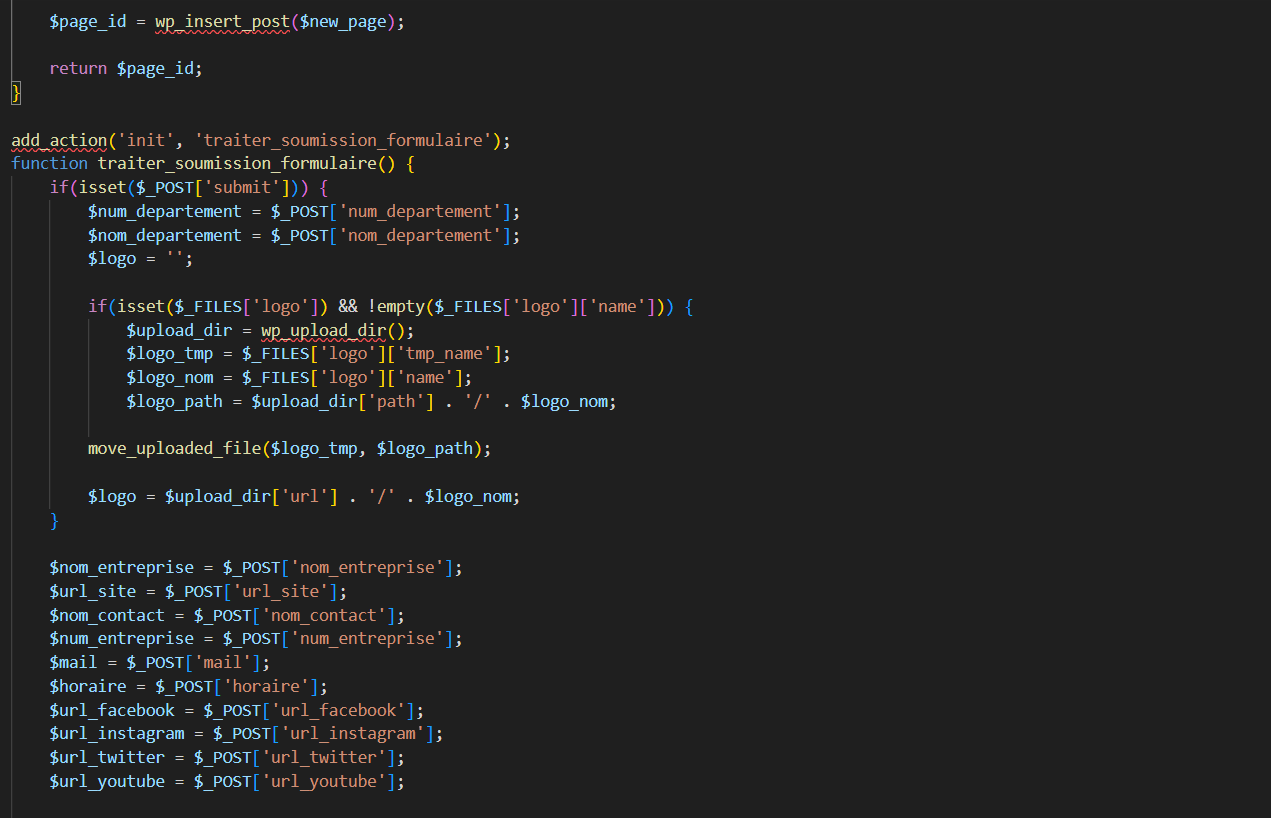 $page_id = wp_insert_post($new_page);
return $page_id;
}
add_action('init', 'traiter_soumission_formulaire');
function traiter_soumission_formulaire() {
if(isset($_POST['submit'])) {
$num_departement = $_POST['num_departement'];
$nom_departement = $_POST['nom_departement'];
$logo = '';
if(isset($_FILES['logo']) && !empty($_FILES['logo']['name'])) {
$upload_dir = wp_upload_dir();
$logo_tmp = $_FILES['logo']['tmp_name'];
$logo_nom = $_FILES['logo']['name'];
$logo_path = $upload_dir['path'] . '/' . $logo_nom;
move_uploaded_file($logo_tmp, $logo_path);
$logo = $upload_dir['url'] . '/' . $logo_nom;
}
$nom_entreprise = $_POST['nom_entreprise'];
$url_site = $_POST['url_site'];
$nom_contact = $_POST['nom_contact'];
$num_entreprise = $_POST['num_entreprise'];
$mail = $_POST['mail'];
$horaire = $_POST['horaire'];
$url_facebook = $_POST['url_facebook'];
$url_instagram = $_POST['url_instagram'];
$url_twitter = $_POST['url_twitter'];
$url_youtube = $_POST['url_youtube'];